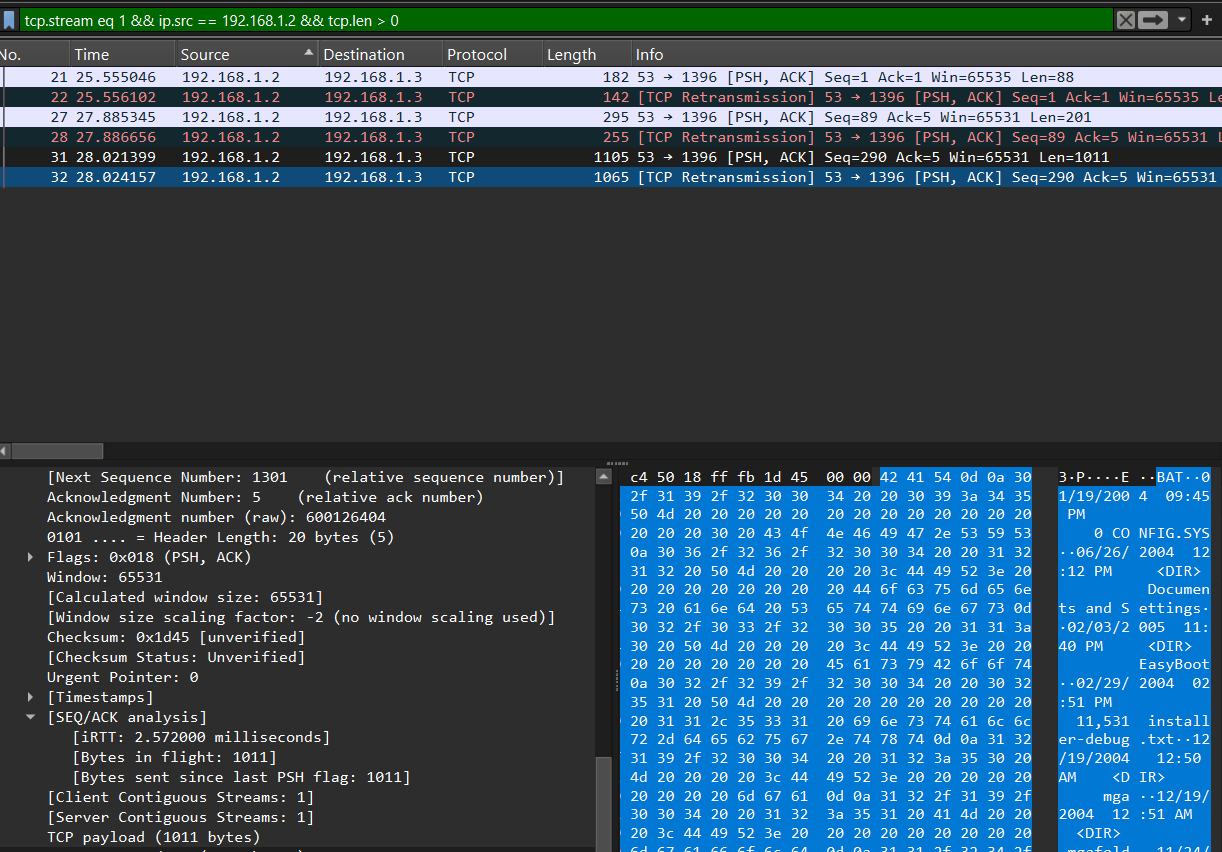 tcp.stream eq 1 && ip.src == 192.168.1.2 && tcp.len > 0
No. Time Source Destination Protocol Length Info
21 25.555046 192.168.1.2 192.168.1.3 TCP 182 53 → 1396 [PSH, ACK] Seq=1 Ack=1 Win=65535 Len=88
22 25.556102 192.168.1.2 192.168.1.3 TCP 142 [TCP Retransmission] 53 → 1396 [PSH, ACK] Seq=1 Ack=1 Win=65535 Le
27 27.885345 192.168.1.2 192.168.1.3 TCP 295 53 → 1396 [PSH, ACK] Seq=89 Ack=5 Win=65531 Len=201
28 27.886656 192.168.1.2 192.168.1.3 TCP 255 [TCP Retransmission] 53 → 1396 [PSH, ACK] Seq=89 Ack=5 Win=65531 L
31 28.021399 192.168.1.2 192.168.1.3 TCP 1105 53 → 1396 [PSH, ACK] Seq=290 Ack=5 Win=65531 Len=1011
32 28.024157 192.168.1.2 192.168.1.3 TCP 1065 [TCP Retransmission] 53 → 1396 [PSH, ACK] Seq=290 Ack=5 Win=65531
[Next Sequence Number: 1301 (relative sequence number)]
Acknowledgment Number: 5 (relative ack number)
Acknowledgment number (raw): 600126404
0101 .... = Header Length: 20 bytes (5)
Flags: 0x018 (PSH, ACK)
Window: 65531
[Calculated window size: 65531]
[Window size scaling factor: -2 (no window scaling used)]
Checksum: 0x1d45 [unverified]
[Checksum Status: Unverified]
Urgent Pointer: 0
[Timestamps]
[SEQ/ACK analysis]
[iRTT: 2.572000 milliseconds]
[Bytes in flight: 1011]
[Bytes sent since last PSH flag: 1011]
[Client Contiguous Streams: 1]
[Server Contiguous Streams: 1]
TCP payload (1011 bytes)
c4 50 18 ff fb 1d 45 00 00 42 41 54 0d 0a 30 3·P····E ··BAT··0
2f 31 39 2f 32 30 30 34 20 20 30 39 3a 34 35 1/19/200 4 09:45
50 4d 20 20 20 20 20 20 20 20 20 20 20 20 20 PM
20 20 20 30 20 43 4f 4e 46 49 47 2e 53 59 53 0 CO NFIG.SYS
0a 30 36 2f 32 36 2f 32 30 30 34 20 20 31 32 ··06/26/ 2004 12
31 32 20 50 4d 20 20 20 20 3c 44 49 52 3e 20 :12 PM <DIR>
20 20 20 20 20 20 20 20 20 44 6f 63 75 6d 65 6e Documen
73 20 61 6e 64 20 53 65 74 74 69 6e 67 73 0d ts and S ettings·
30 32 2f 30 33 2f 32 30 30 35 20 20 31 31 3a ·02/03/2 005 11:
30 20 50 4d 20 20 20 20 3c 44 49 52 3e 20 20 40 PM <DIR>
20 20 20 20 20 20 20 45 61 73 79 42 6f 6f 74 EasyBoot
0a 30 32 2f 32 39 2f 32 30 30 34 20 20 30 32 ··02/29/ 2004 02
35 31 20 50 4d 20 20 20 20 20 20 20 20 20 20 :51 PM
20 31 31 2c 35 33 31 20 69 6e 73 74 61 6c 6c 11,531 install
72 2d 64 65 62 75 67 2e 74 78 74 0d 0a 31 32 er-debug .txt··12
31 39 2f 32 30 30 34 20 20 31 32 3a 35 30 20 /19/2004 12:50
4d 20 20 20 20 3c 44 49 52 3e 20 20 20 20 20 AM <D IR>
20 20 20 20 6d 67 61 0d 0a 31 32 2f 31 39 2f mga ··12/19/
30 30 34 20 20 31 32 3a 35 31 20 41 4d 20 20 2004 12 :51 AM
20 3c 44 49 52 3e 20 20 20 20 20 20 20 20 20 <DIR>